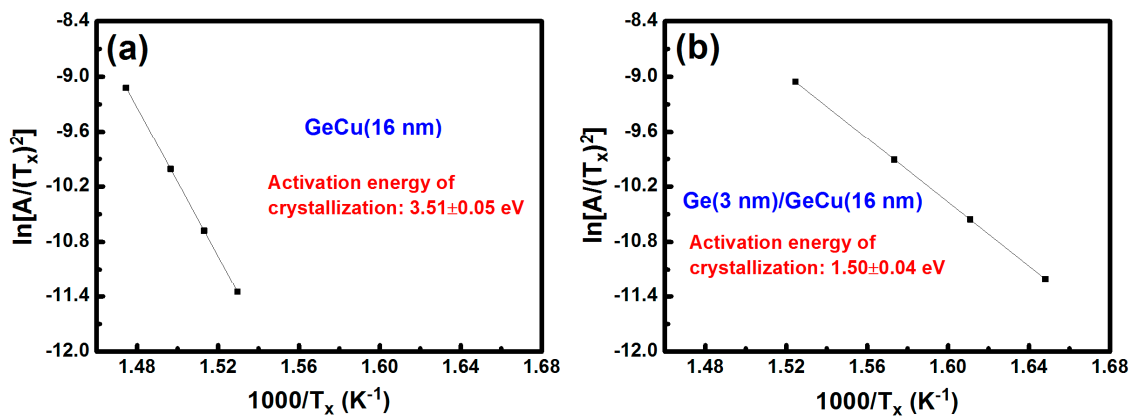 (a)
GeCu(16 nm)
Activation energy of
crystallization: 3.51±0.05 eV
ln[A/(Tₓ)²]
-8.4
-9.0
-9.6
-10.2
-10.8
-11.4
-12.0
1.48 1.52 1.56 1.60 1.64 1.68
1000/Tₓ (K⁻¹)
(b)
Ge(3 nm)/GeCu(16 nm)
Activation energy of
crystallization: 1.50±0.04 eV
ln[A/(Tₓ)²]
-8.4
-9.0
-9.6
-10.2
-10.8
-11.4
-12.0
1.48 1.52 1.56 1.60 1.64 1.68
1000/Tₓ (K⁻¹)